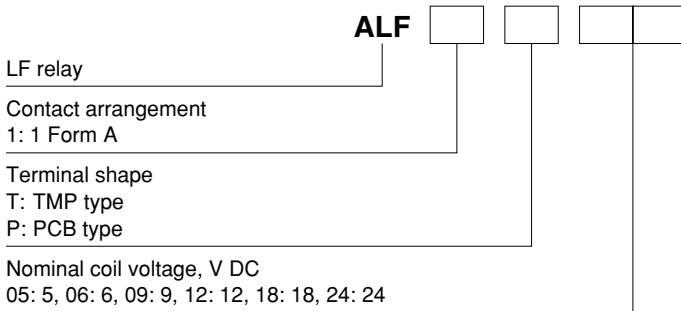 ALF
LF relay
Contact arrangement
1: 1 Form A
Terminal shape
T: TMP type
P: PCB type
Nominal coil voltage, V DC
05: 5, 06: 6, 09: 9, 12: 12, 18: 18, 24: 24